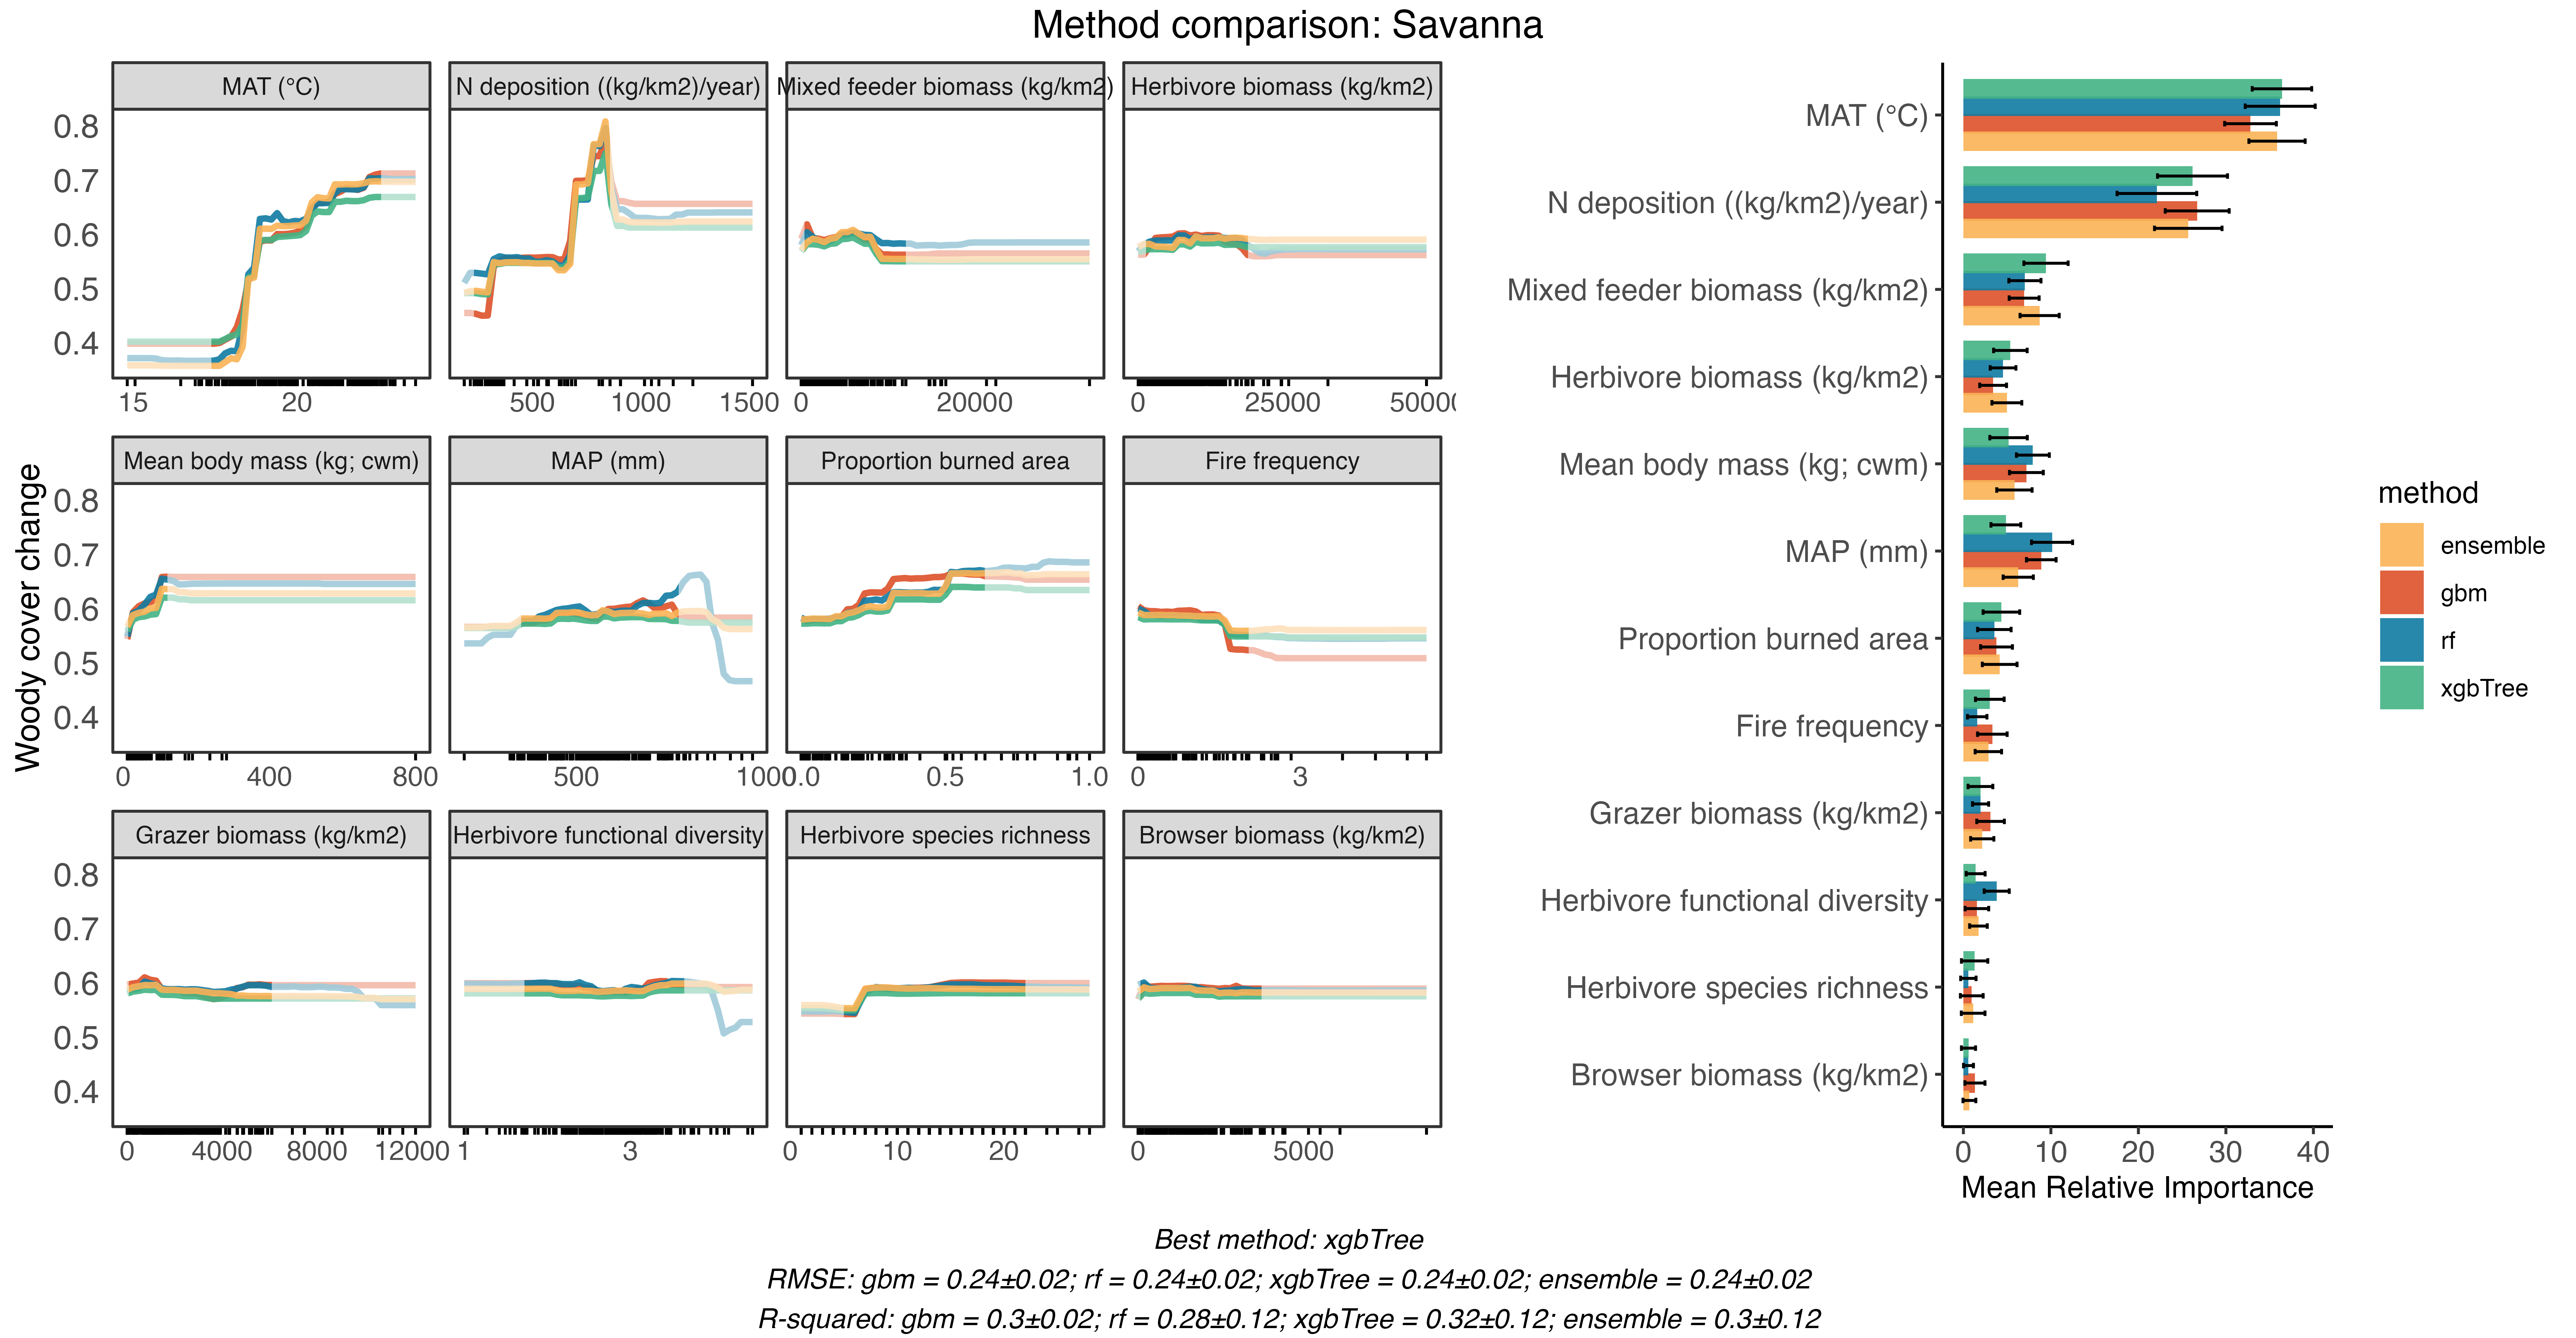 Method comparison: Savanna
MAT (°C)
N deposition ((kg/km2)/year)
Mixed feeder biomass (kg/km2)
Herbivore biomass (kg/km2)
0.8
0.7
0.6
0.5
0.4
15 20
500 1000 1500
0 20000
0 25000 50000
Mean body mass (kg; cwm)
MAP (mm)
Proportion burned area
Fire frequency
Woody cover change
0.8
0.7
0.6
0.5
0.4
0 400 800
500 1000
0.0 0.5 1.0
0 3
Grazer biomass (kg/km2)
Herbivore functional diversity
Herbivore species richness
Browser biomass (kg/km2)
0.8
0.7
0.6
0.5
0.4
0 4000 8000 12000
1 3
0 10 20
0 5000
MAT (°C)
N deposition ((kg/km2)/year)
Mixed feeder biomass (kg/km2)
Herbivore biomass (kg/km2)
Mean body mass (kg; cwm)
MAP (mm)
Proportion burned area
Fire frequency
Grazer biomass (kg/km2)
Herbivore functional diversity
Herbivore species richness
Browser biomass (kg/km2)
0 10 20 30 40
Mean Relative Importance
method
ensemble
gbm
rf
xgbTree
Best method: xgbTree
RMSE: gbm = 0.24±0.02; rf = 0.24±0.02; xgbTree = 0.24±0.02; ensemble = 0.24±0.02
R-squared: gbm = 0.3±0.02; rf = 0.28±0.12; xgbTree = 0.32±0.12; ensemble = 0.3±0.12